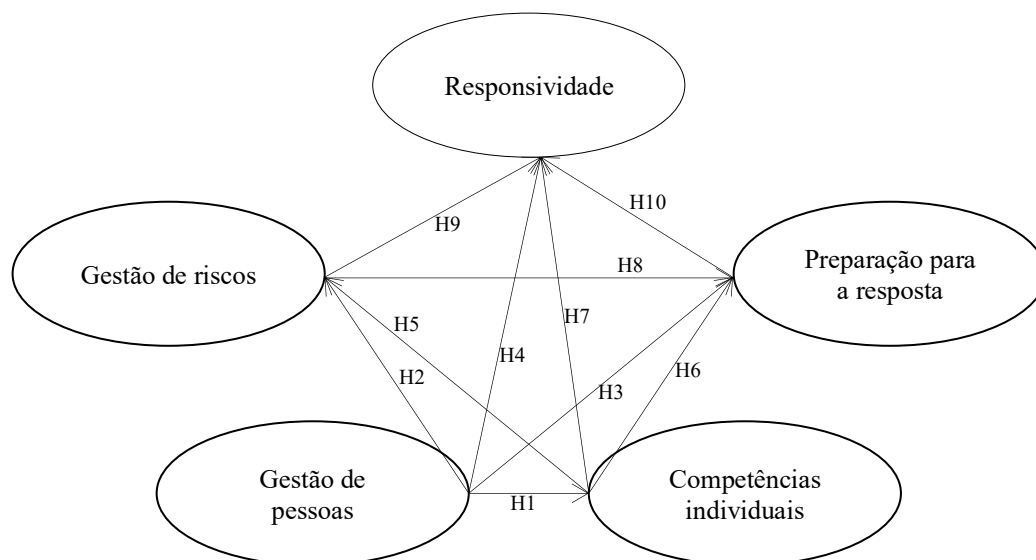 Responsividade
H10
H9
Gestão de riscos
H8
Preparação para
a resposta
H5
H7
H4
H2
H6
H3
Gestão de
pessoas
H1
Competências
individuais